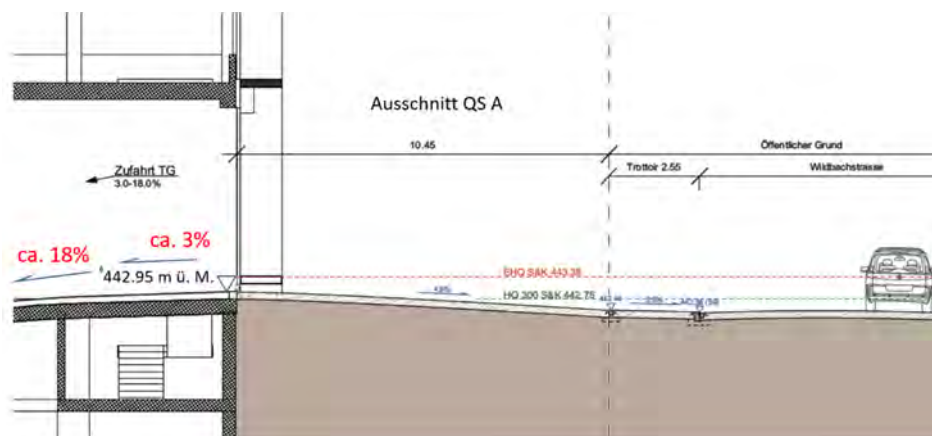 Ausschnitt QS A
10.45
Öffentlicher Grund
Trottoir 2.55
Wildbachstrasse
Zufahrt TG
3.0-18.0%
ca. 3%
ca. 18%
442.95 m ü. M.
EHQ S&K 443.38
HQ 300 S&K 442.75